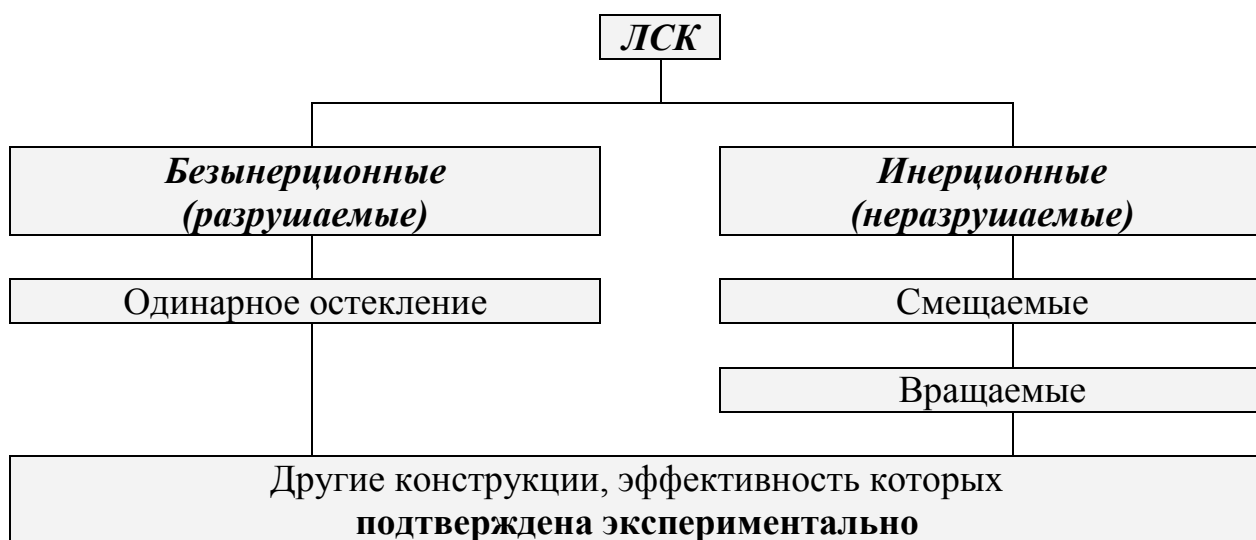 ЛСК
Безынерционные
(разрушаемые)
Инерционные
(неразрушаемые)
Одинарное остекление
Смещаемые
Вращаемые
Другие конструкции, эффективность которых
подтверждена экспериментально